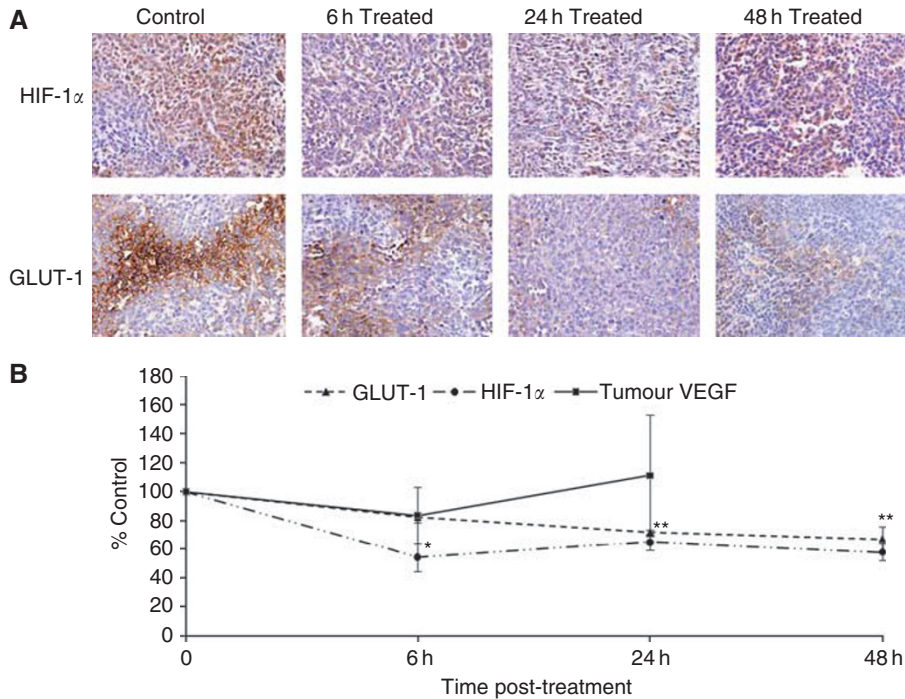 A
Control
6 h Treated
24 h Treated
48 h Treated
HIF-1α
GLUT-1
B
180
160
140
120
100
80
60
40
20
0
% Control
GLUT-1
HIF-1α
Tumour VEGF
*
**
**
0
6 h
24 h
48 h
Time post-treatment